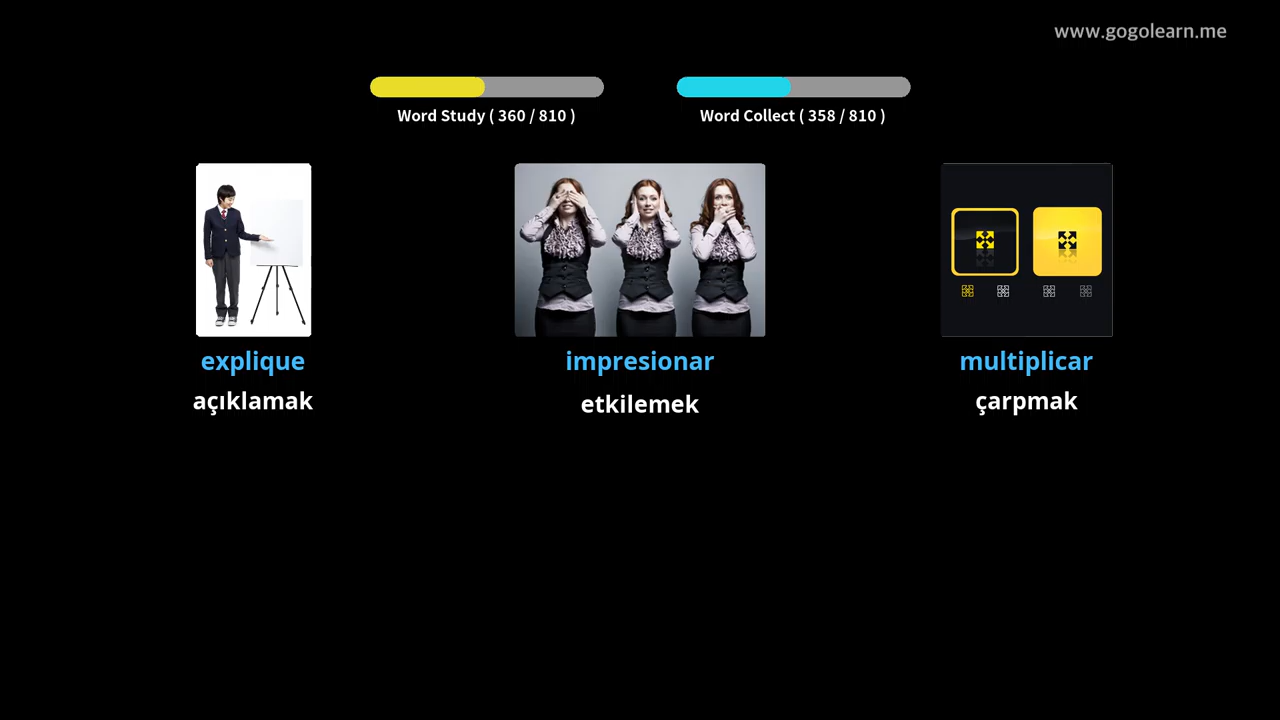 www.gogolearn.me
Word Study ( 360 / 810 )
Word Collect ( 358 / 810 )
explique
açıklamak
impresionar
etkilemek
multiplicar
çarpmak